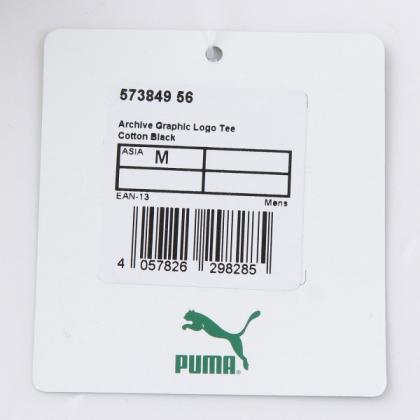 573849 56
Archive Graphic Logo Tee
Cotton Black
ASIA M
EAN-13 Mens
4 057826 298285
PUMA®